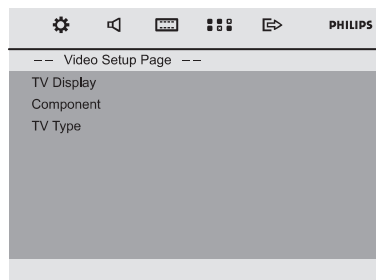 PHILIPS
-- Video Setup Page --
TV Display
Component
TV Type